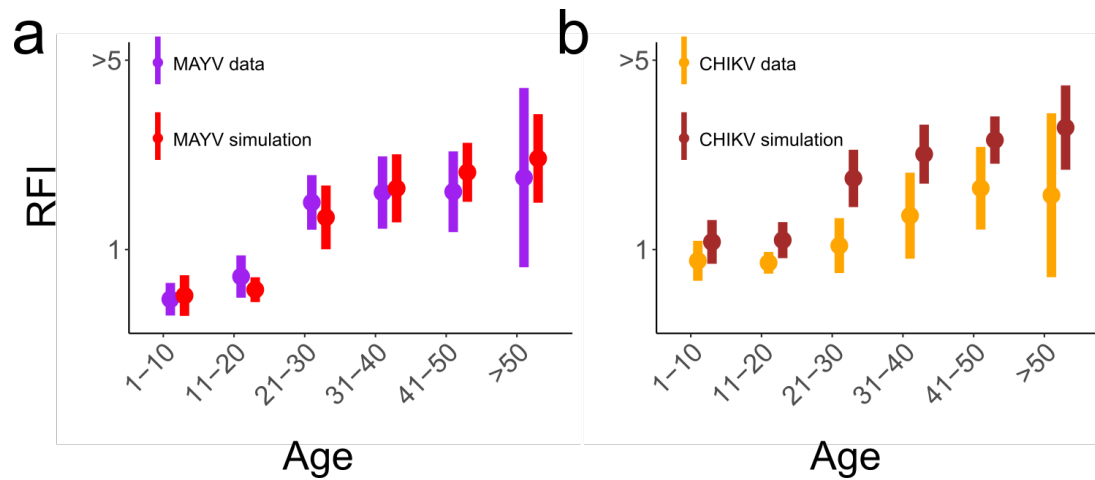 a
>5
1
RFI
MAYV data
MAYV simulation
1−10
11−20
21−30
31−40
41−50
>50
Age
b
>5
1
CHIKV data
CHIKV simulation
1−10
11−20
21−30
31−40
41−50
>50
Age